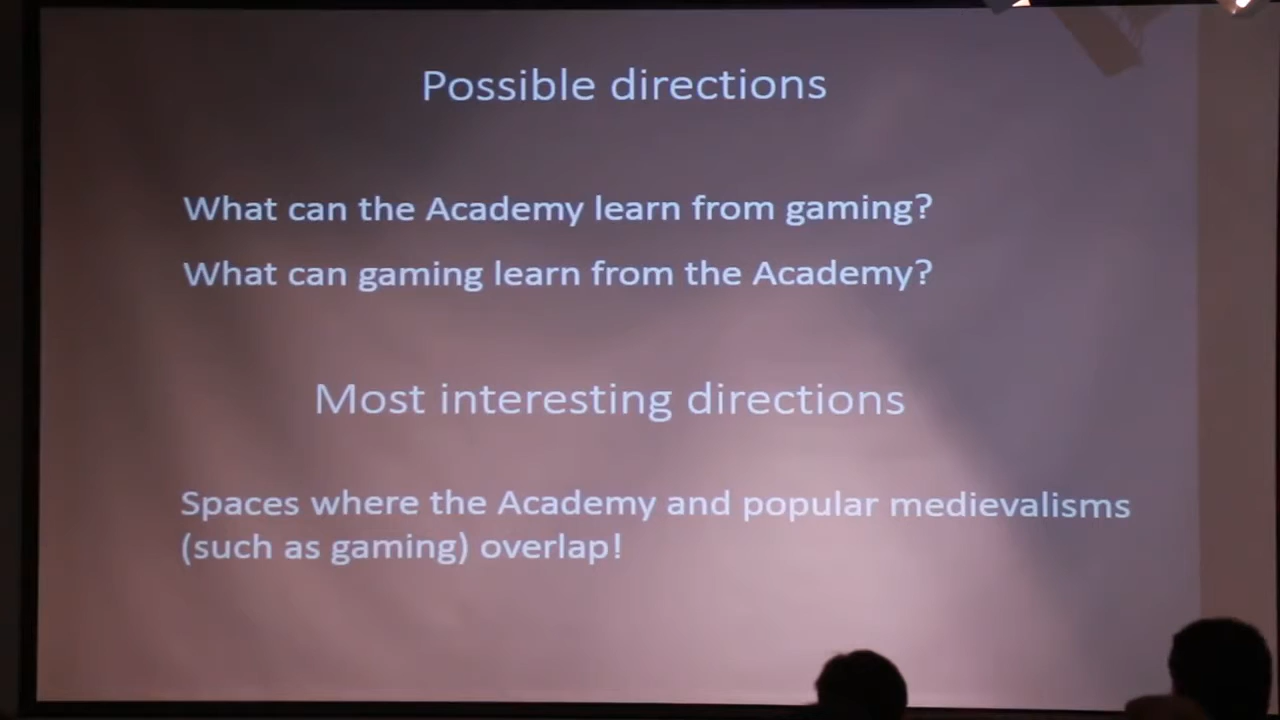 Possible directions
What can the Academy learn from gaming?
What can gaming learn from the Academy?
Most interesting directions
Spaces where the Academy and popular medievalisms
(such as gaming) overlap!